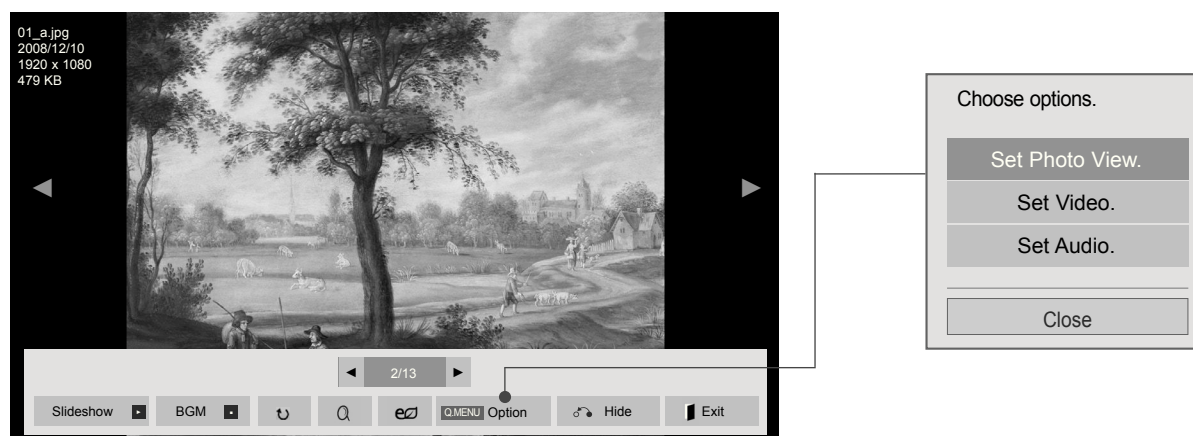 01_a.jpg
2008/12/10
1920 x 1080
479 KB
2/13
Slideshow
BGM
Q.MENU Option
Hide
Exit
Choose options.
Set Photo View.
Set Video.
Set Audio.
Close